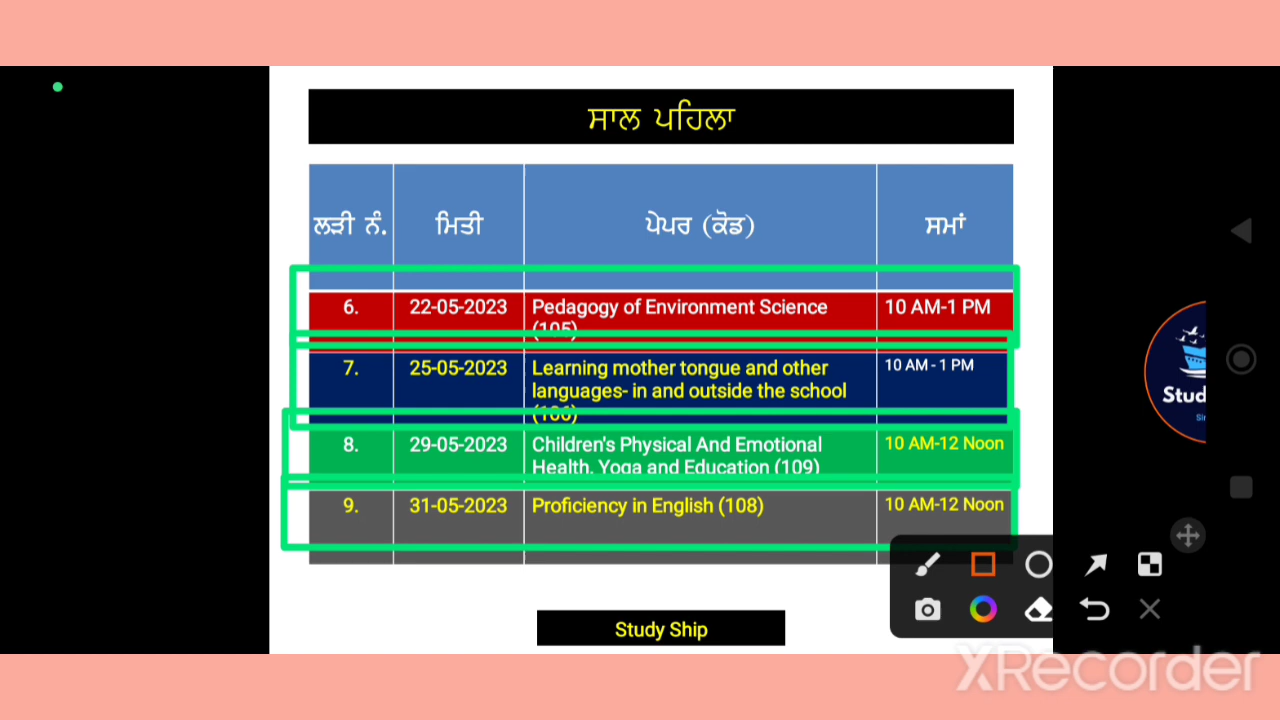 ਸਾਲ ਪਹਿਲਾ
ਲੜੀ ਨੰ. ਮਿਤੀ ਪੇਪਰ (ਕੋਡ) ਸਮਾਂ
6. 22-05-2023 Pedagogy of Environment Science 10 AM-1 PM
(105)
7. 25-05-2023 Learning mother tongue and other 10 AM - 1 PM
languages- in and outside the school
(106)
8. 29-05-2023 Children's Physical And Emotional 10 AM-12 Noon
Health, Yoga and Education (109)
9. 31-05-2023 Proficiency in English (108) 10 AM-12 Noon
Study Ship
XRecorder